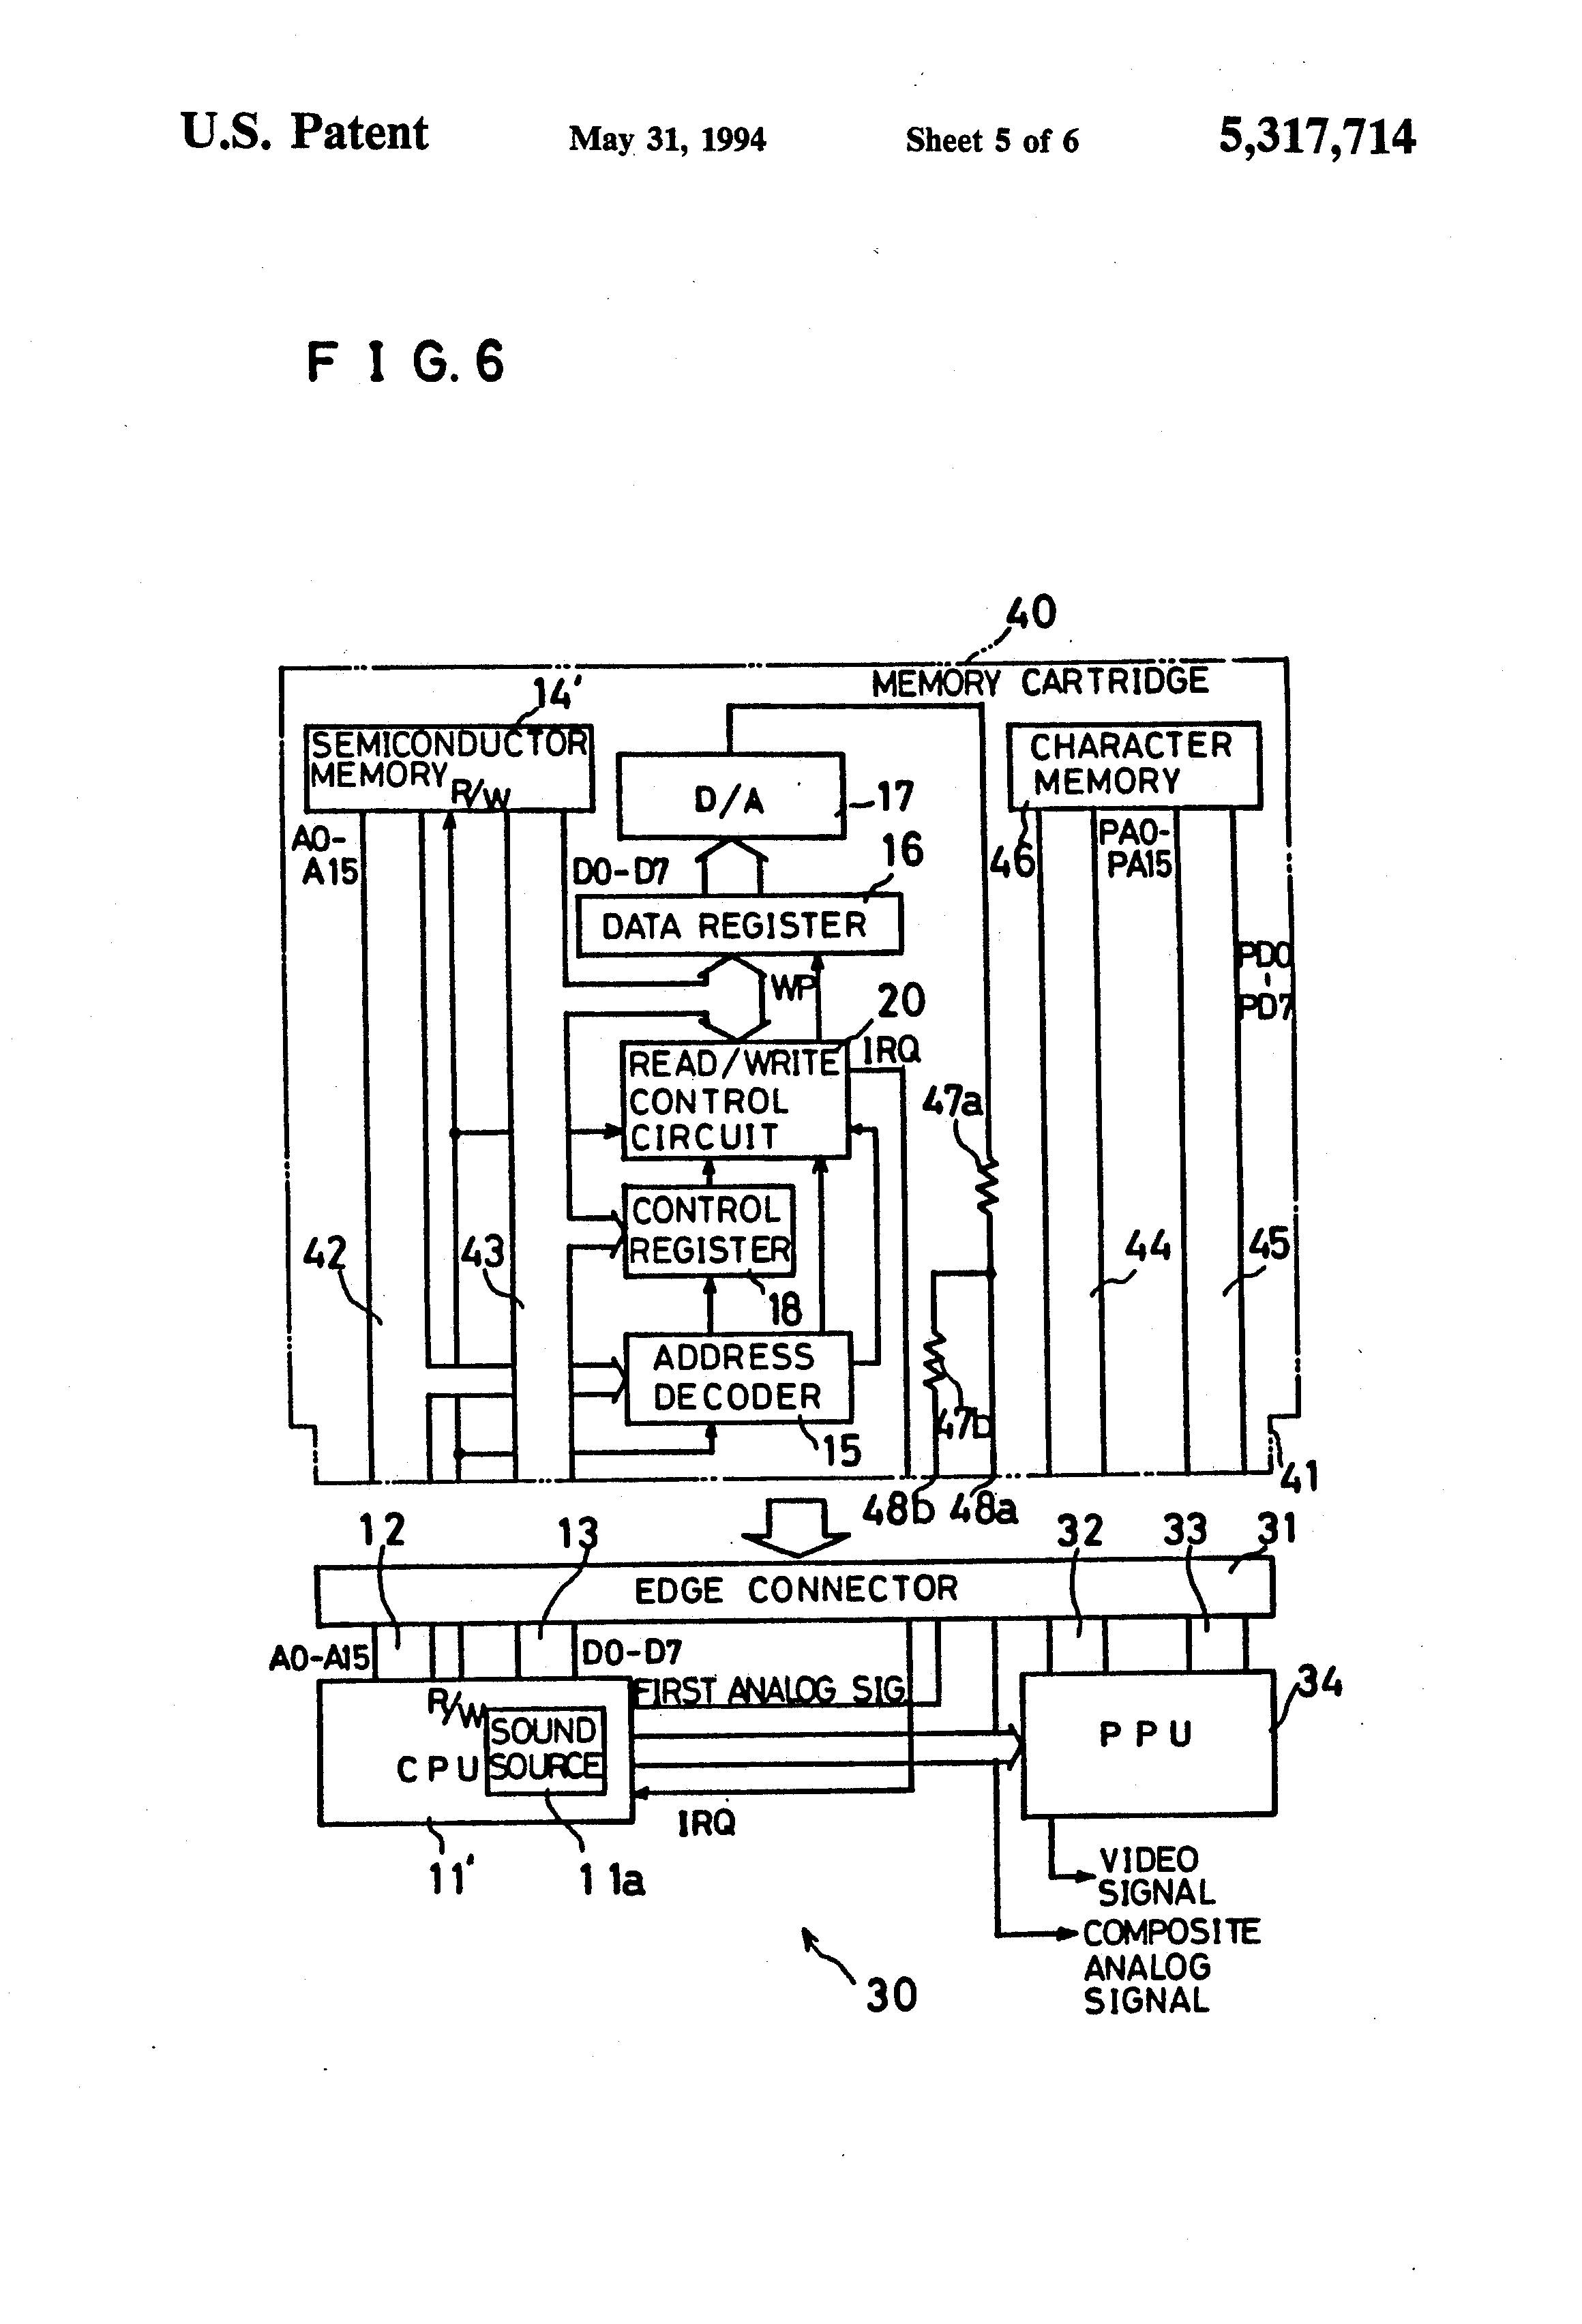 U.S. Patent May 31, 1994 Sheet 5 of 6 5,317,714
FIG. 6
40
MEMORY CARTRIDGE
14'
SEMICONDUCTOR
MEMORY
R/W
D/A
17
CHARACTER
MEMORY
46
A0-
A15
D0-D7
16
PA0-
PA15
DATA REGISTER
PD0
-
PD7
WP
20
READ/WRITE
CONTROL
CIRCUIT
IRQ
47a
CONTROL
REGISTER
18
42
43
44
45
ADDRESS
DECODER
15
47b
41
48b
48a
12
13
32
33
31
EDGE CONNECTOR
A0-A15
D0-D7
R/W
FIRST ANALOG SIG
SOUND
SOURCE
CPU
PPU
34
IRQ
11'
11a
VIDEO
SIGNAL
COMPOSITE
ANALOG
SIGNAL
30